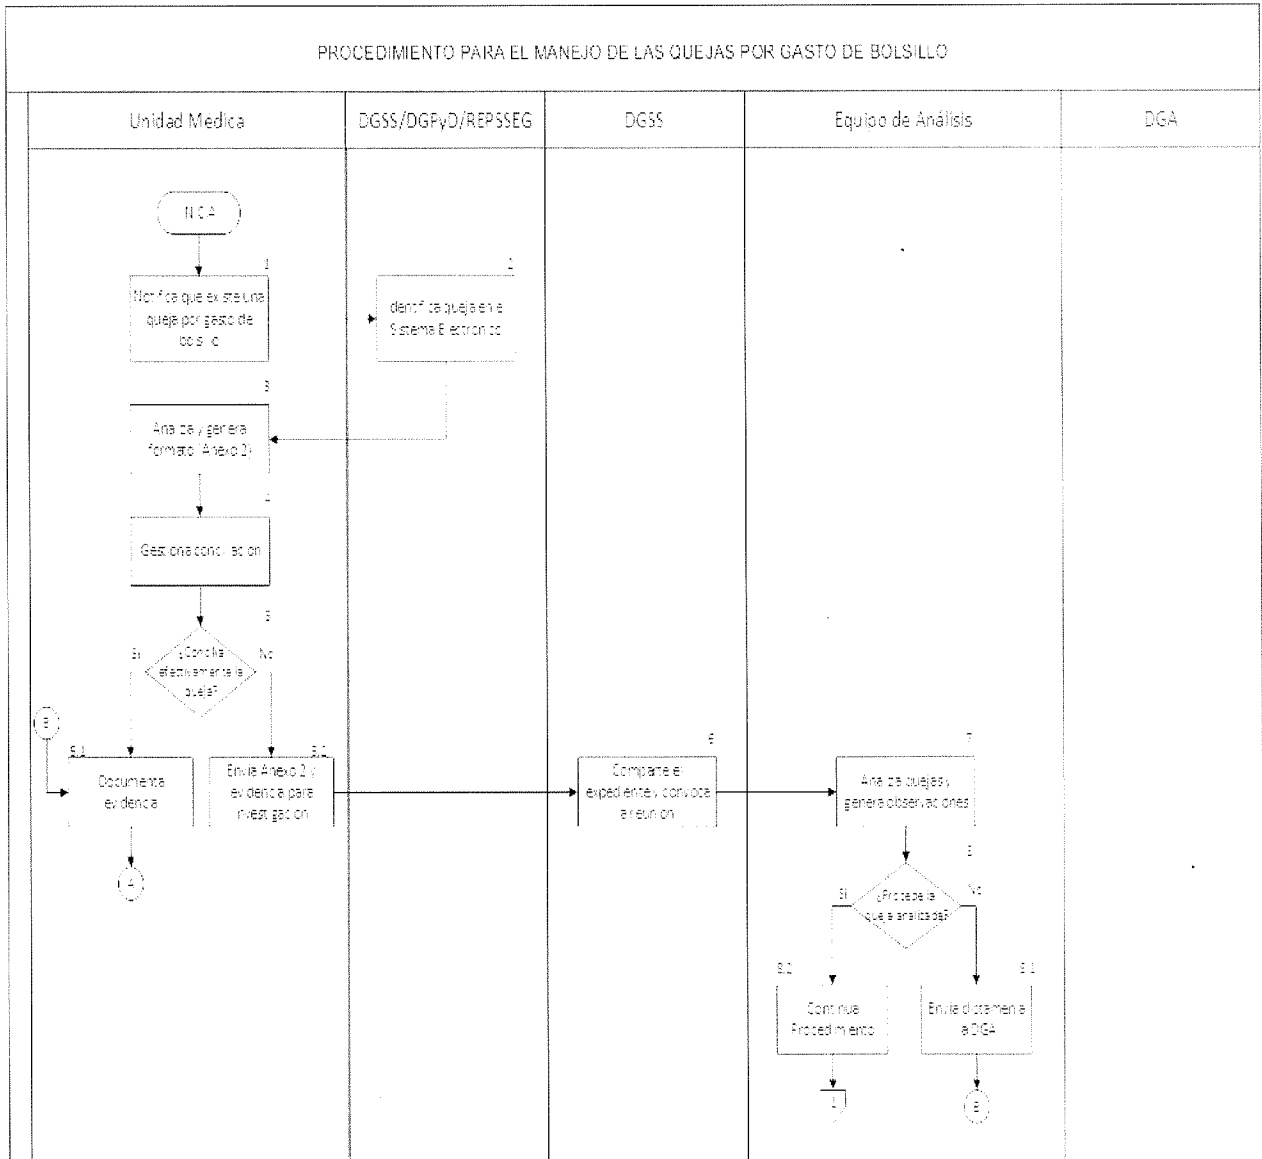 PROCEDIMIENTO PARA EL MANEJO DE LAS QUEJAS POR GASTO DE BOLSILLO
Unidad Médica
DGSS/DGPyD/REPSSEG
DGSS
Equipo de Análisis
DGA
1
Notifica que existe una
queja por gasto de
bolsillo
2
Identifica queja en el
Sistema Electrónico
3
Analiza y genera
formato (Anexo 2)
4
Gestiona conciliación
5
¿Concilia
efectivamente la
queja?
Si
No
B
5.1
Documenta
evidencia
A
5.2
Envía Anexo 2 y
evidencia para
investigación
6
Comparte el
expediente y convoca
a reunión
7
Analiza quejas y
genera observaciones
8
¿Procede la
queja analizada?
Si
No
8.2
Continua
Procedimiento
1
8.1
Envía dictamen a
a DGA
B